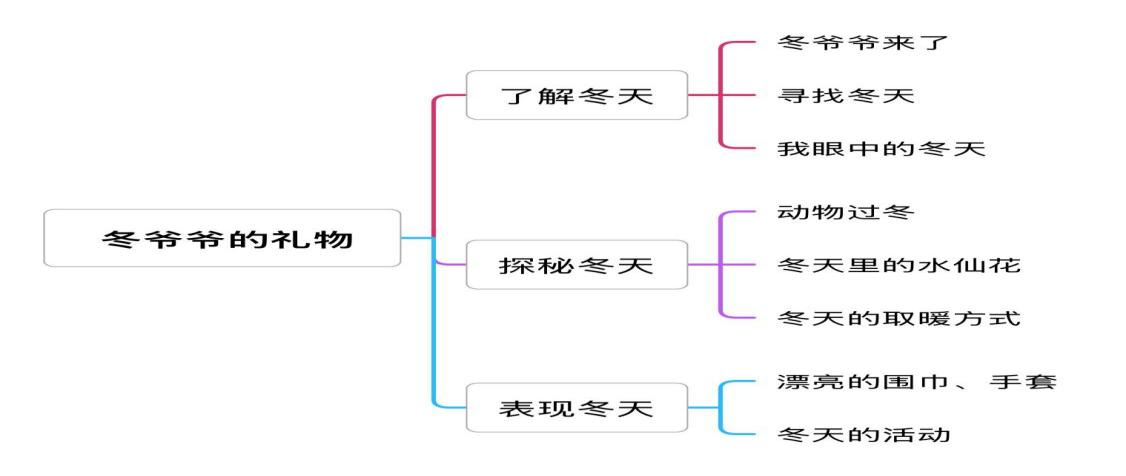 冬爷爷的礼物
了解冬天
冬爷爷来了
寻找冬天
我眼中的冬天
探秘冬天
动物过冬
冬天里的水仙花
冬天的取暖方式
表现冬天
漂亮的围巾、手套
冬天的活动